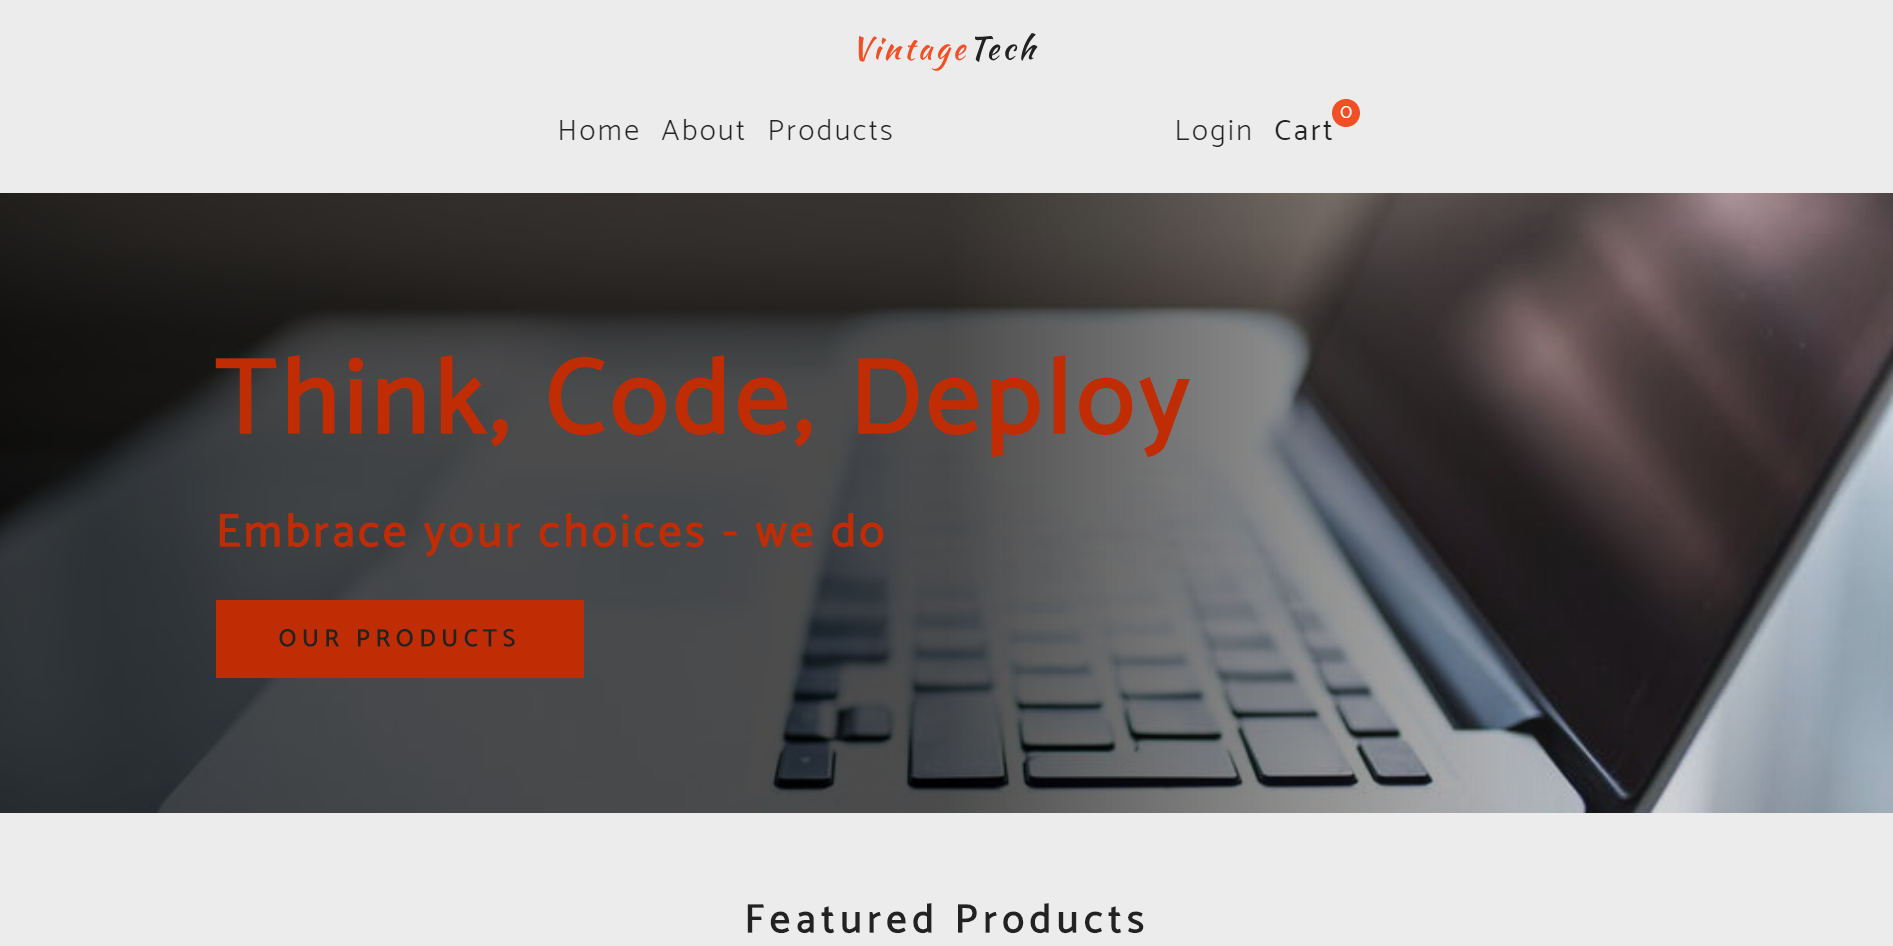 VintageTech
Home About Products Login Cart 0
Think, Code, Deploy
Embrace your choices - we do
OUR PRODUCTS
Featured Products